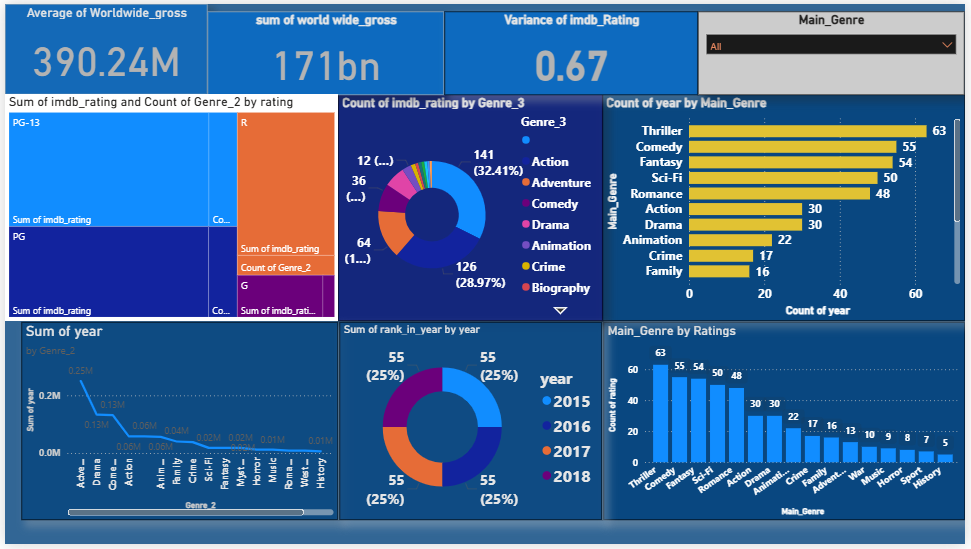 Average of Worldwide_gross
390.24M
sum of world wide_gross
171bn
Variance of imdb_Rating
0.67
Main_Genre
All
Sum of imdb_rating and Count of Genre_2 by rating
PG-13
Sum of imdb_rating
Co...
PG
Sum of imdb_rating
Co...
R
Sum of imdb_rating
Count of Genre_2
G
Sum of imdb_rati...
Count of imdb_rating by Genre_3
141
(32.41%)
126
(28.97%)
64
(1...)
36
(...)
12 (...)
Genre_3
Action
Adventure
Comedy
Drama
Animation
Crime
Biography
Count of year by Main_Genre
Main_Genre
Thriller 63
Comedy 55
Fantasy 54
Sci-Fi 50
Romance 48
Action 30
Drama 30
Animation 22
Crime 17
Family 16
0 20 40 60
Count of year
Sum of year
by Genre_2
Sum of year
0.2M
0.0M
0.25M
0.13M
0.13M
0.06M
0.06M
0.06M
0.04M
0.02M
0.02M
0.01M
0.01M
Adve...
Drama
Come...
Action
Anim...
Family
Crime
Sci-Fi
Fantasy
Myst...
Horror
Music
Roma...
West...
History
Genre_2
Sum of rank_in_year by year
55
(25%)
55
(25%)
55
(25%)
55
(25%)
year
2015
2016
2017
2018
Main_Genre by Ratings
Count of rating
60
40
20
0
63 55 54 50 48 30 30 22 17 16 13 10 9 8 7 5
Thriller
Comedy
Fantasy
Sci-Fi
Romance
Action
Drama
Animati...
Crime
Family
Advent...
War
Music
Horror
Sport
History
Main_Genre